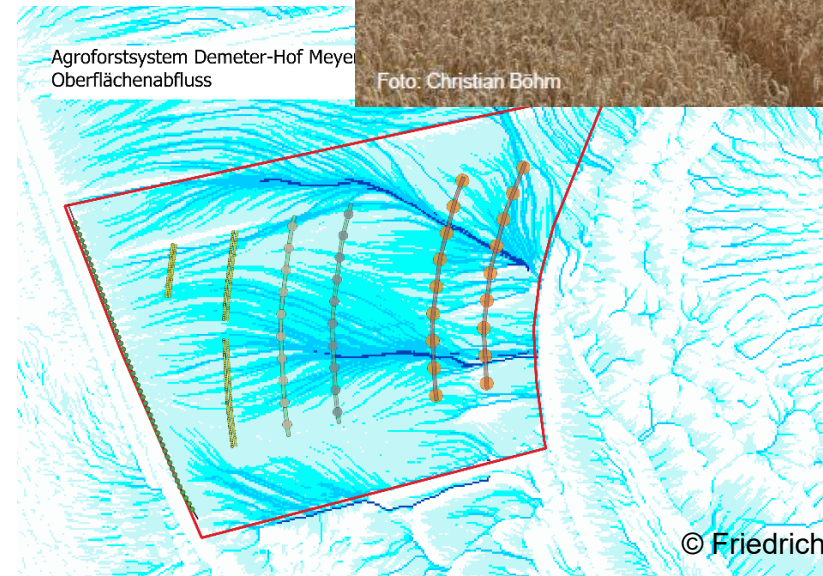 Agroforstsystem Demeter-Hof Meyer
Oberflächenabfluss
Foto: Christian Böhm
© Friedrich